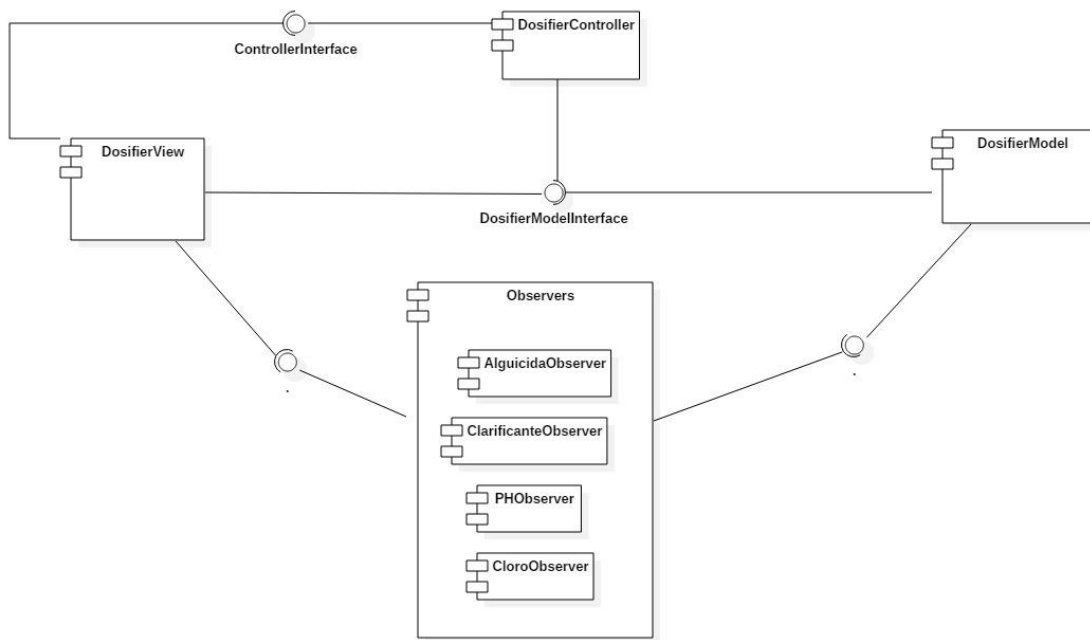 DosifierController
ControllerInterface
DosifierView
DosifierModel
DosifierModelInterface
Observers
AlguicidaObserver
ClarificanteObserver
PHObserver
CloroObserver
.
.